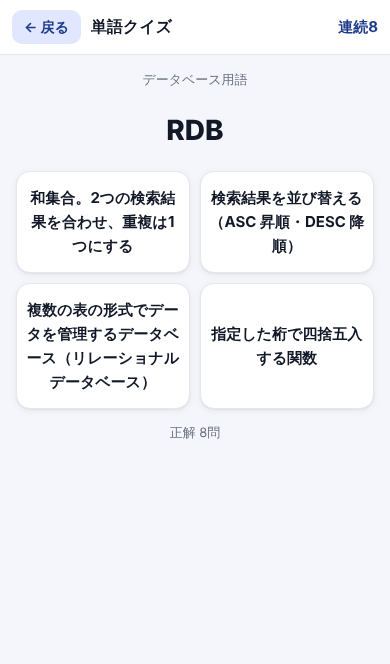 ← 戻る
単語クイズ
連続8
データベース用語
RDB
和集合。2つの検索結
果を合わせ、重複は1
つにする
検索結果を並び替える
（ASC 昇順・DESC 降
順）
複数の表の形式でデー
タを管理するデータベ
ース（リレーショナル
データベース）
指定した桁で四捨五入
する関数
正解 8問